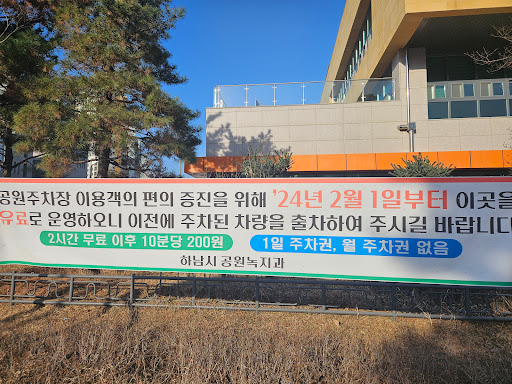 공원주차장 이용객의 편의 증진을 위해 '24년 2월 1일부터 이곳을
유료로 운영하오니 이전에 주차된 차량을 출차하여 주시길 바랍니다
2시간 무료 이후 10분당 200원 1일 주차권, 월 주차권 없음
하남시 공원녹지과